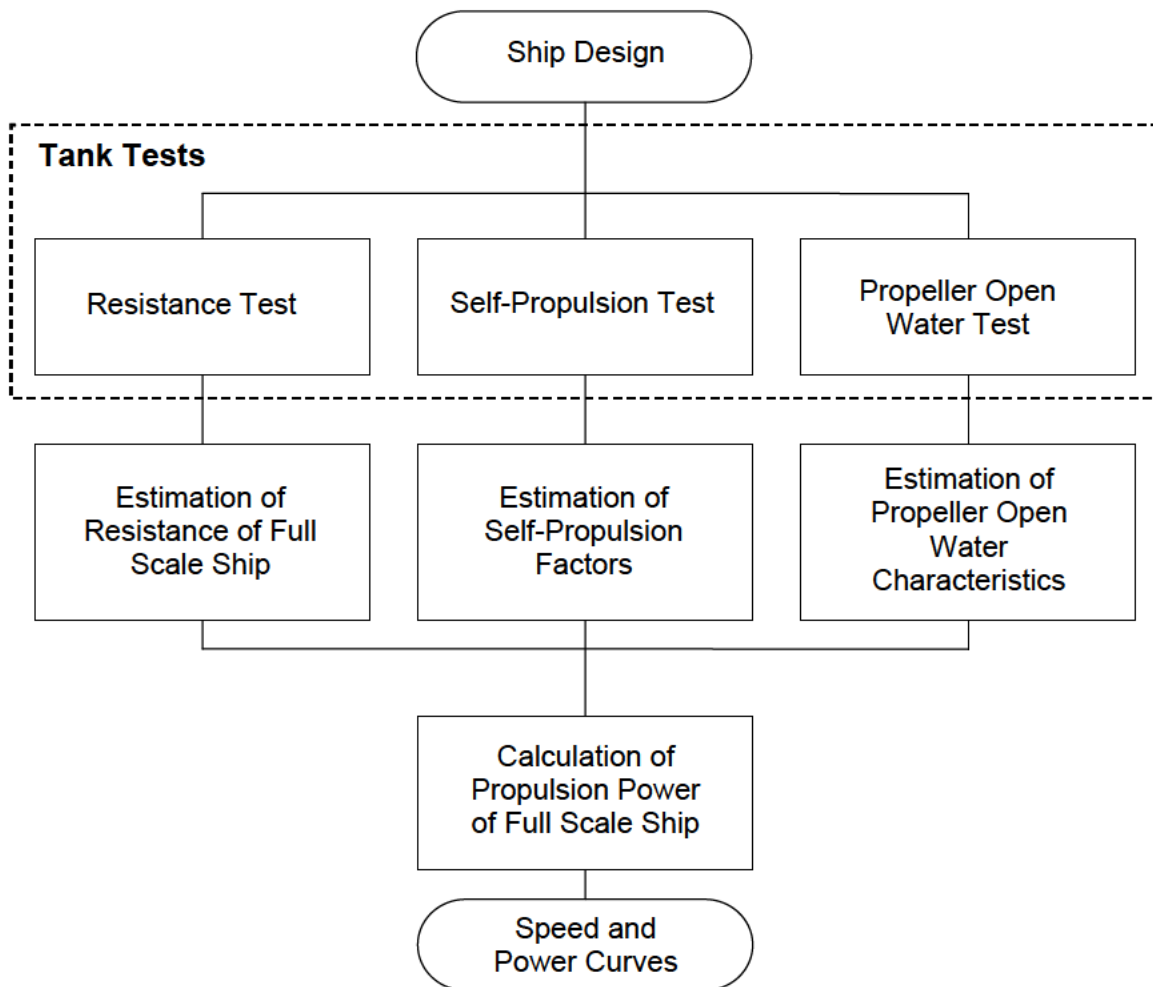 Ship Design
Tank Tests
Resistance Test
Self-Propulsion Test
Propeller Open
Water Test
Estimation of
Resistance of Full
Scale Ship
Estimation of
Self-Propulsion
Factors
Estimation of
Propeller Open
Water
Characteristics
Calculation of
Propulsion Power
of Full Scale Ship
Speed and
Power Curves